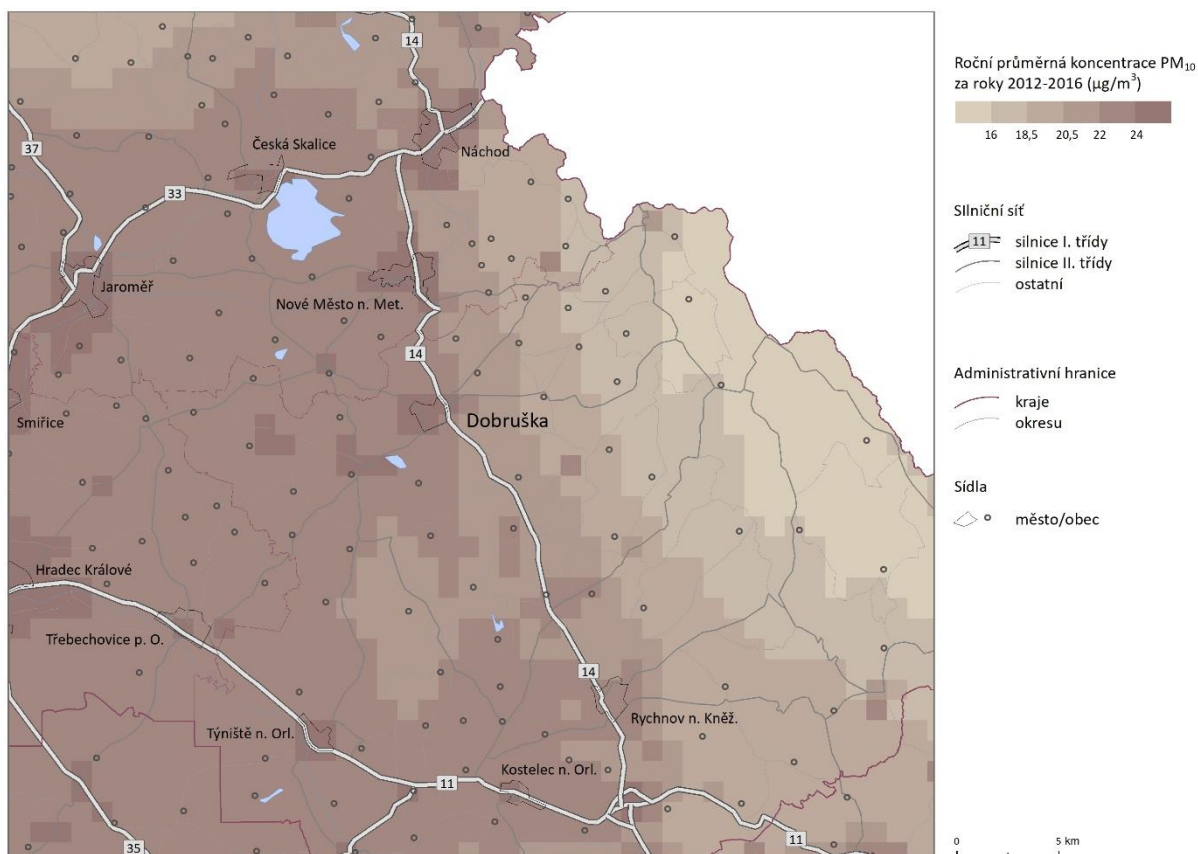 14
37
Česká Skalice
Náchod
33
Jaroměř
Nové Město n. Met.
14
Smiřice
Dobruška
Hradec Králové
Třebechovice p. O.
14
Týniště n. Orl.
Rychnov n. Kněž.
Kostelec n. Orl.
11
11
35
Roční průměrná koncentrace PM₁₀
za roky 2012-2016 (µg/m³)
16 18,5 20,5 22 24
SIlniční síť
11 silnice I. třídy
silnice II. třídy
ostatní
Administrativní hranice
kraje
okresu
Sídla
město/obec
0 5 km